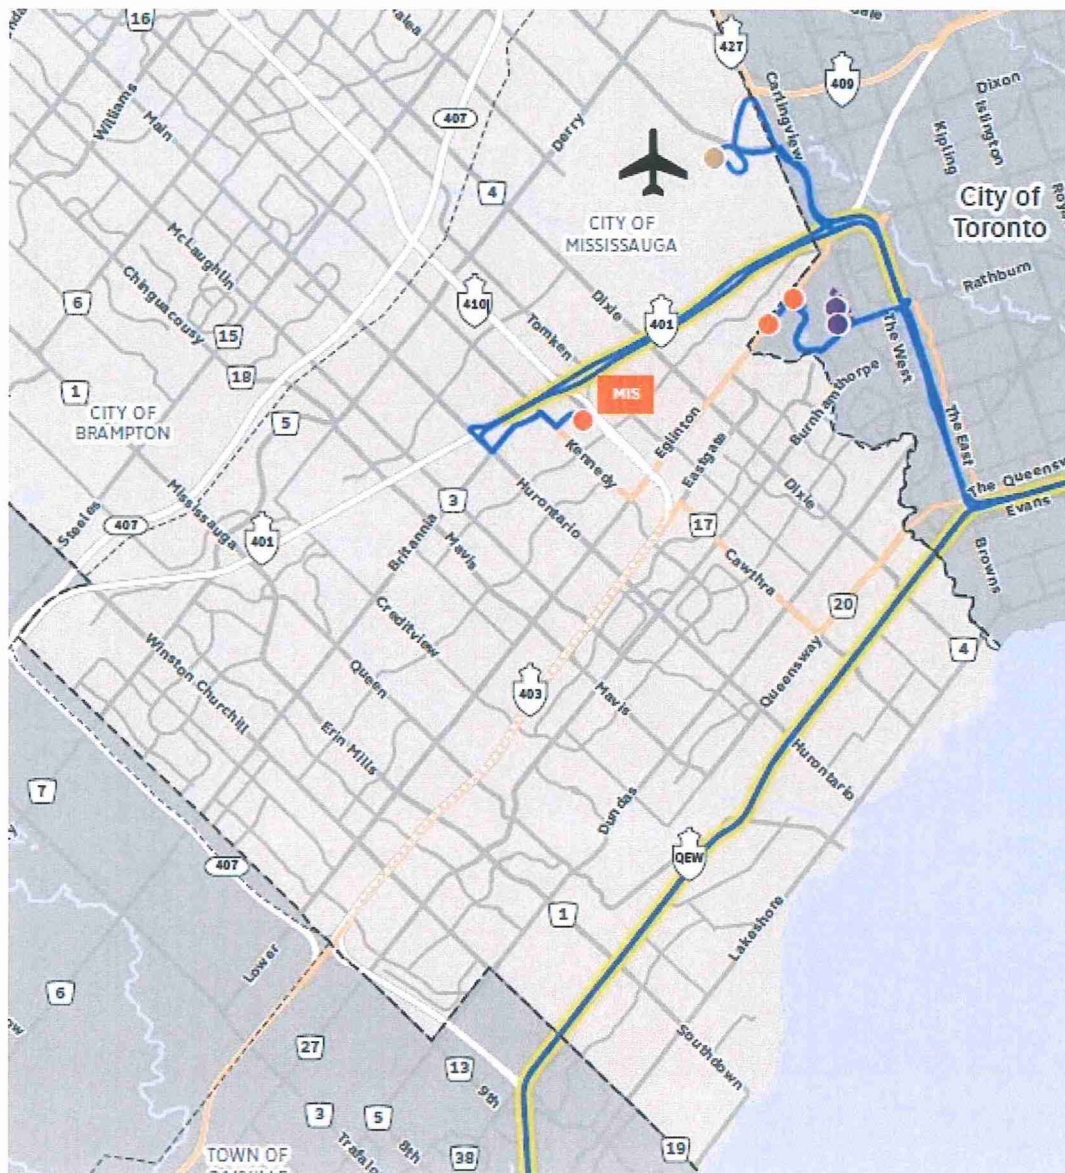 16
427
409
Dixon
Islington
Kipling
Carlingview
407
Williams
Main
Derry
4
City of
Toronto
CITY OF
MISSISSAUGA
Rathburn
McLaughlin
Chinguacousy
6
15
18
410
Dixie
401
Tomken
The West
MIS
1
CITY OF
BRAMPTON
5
Burnhamthorpe
Eglinton
Eastgate
Kennedy
The East
The Queensw
Evans
3
Hurontario
Dixie
Steeles
407
Mississauga
401
Britannia
Mavis
17
Cawthra
Browns
20
4
Creditview
Winston Churchill
Queen
Erin Mills
403
Mavis
Queensway
Hurontario
7
Dundas
407
QEW
1
Lakeshore
Lower
6
27
13
9th
Southdown
3
5
8th
Trafal
38
19
TOWN OF